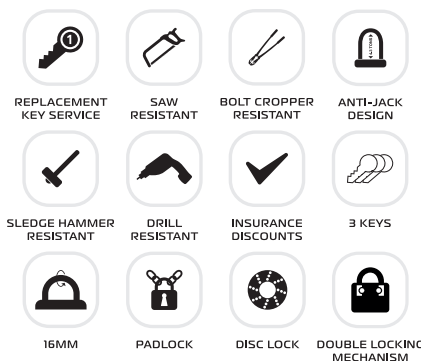 1
REPLACEMENT
KEY SERVICE
SAW
RESISTANT
BOLT CROPPER
RESISTANT
ANTI-JACK
DESIGN
SLEDGE HAMMER
RESISTANT
DRILL
RESISTANT
INSURANCE
DISCOUNTS
3 KEYS
16MM
PADLOCK
DISC LOCK
DOUBLE LOCKING
MECHANISM